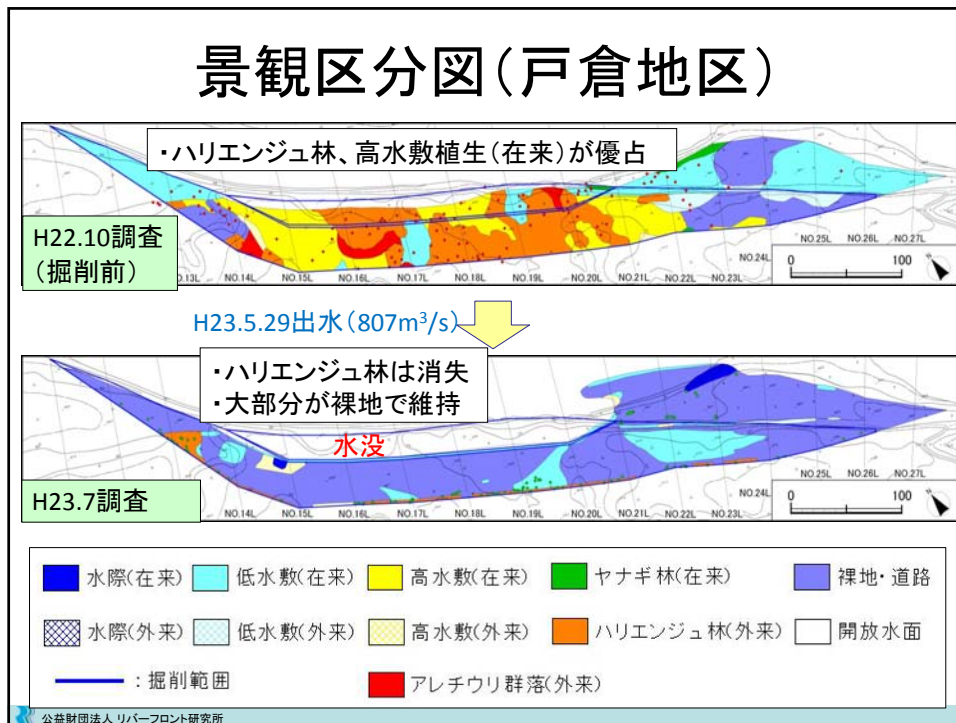 景観区分図(戸倉地区)
・ハリエンジュ林、高水敷植生(在来)が優占
H22.10調査
(掘削前)
NO.13L NO.14L NO.15L NO.16L NO.17L NO.18L NO.19L NO.20L NO.21L NO.22L NO.23L NO.24L NO.25L NO.26L NO.27L
0 100
H23.5.29出水(807m³/s)
・ハリエンジュ林は消失
・大部分が裸地で維持
水没
H23.7調査
NO.14L NO.15L NO.16L NO.17L NO.18L NO.19L NO.20L NO.21L NO.22L NO.23L NO.24L NO.25L NO.26L NO.27L
0 100
水際(在来) 低水敷(在来) 高水敷(在来) ヤナギ林(在来) 裸地・道路
水際(外来) 低水敷(外来) 高水敷(外来) ハリエンジュ林(外来) 開放水面
:掘削範囲 アレチウリ群落(外来)
公益財団法人 リバーフロント研究所